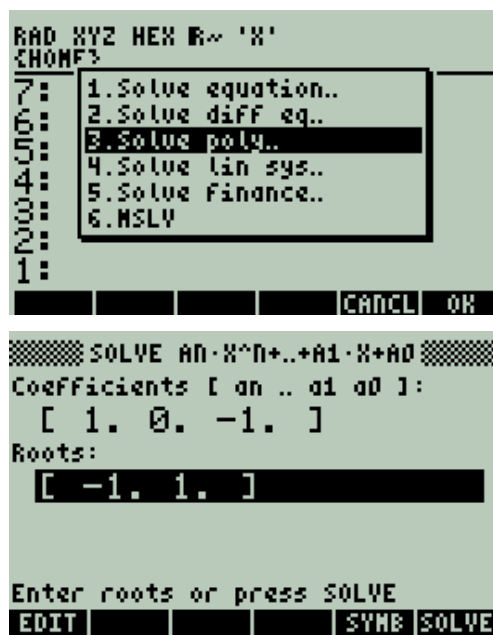 RAD XYZ HEX R~ 'X'
{HOME}
7:
6:
5:
4:
3:
2:
1:
1.Solve equation..
2.Solve diff eq..
3.Solve poly..
4.Solve lin sys..
5.Solve finance..
6.MSLV
CANCL OK
SOLVE An·X^n+..+A1·X+A0
Coefficients [ an .. a1 a0 ]:
[ 1. 0. -1. ]
Roots:
[ -1. 1. ]
Enter roots or press SOLVE
EDIT SYMB SOLVE